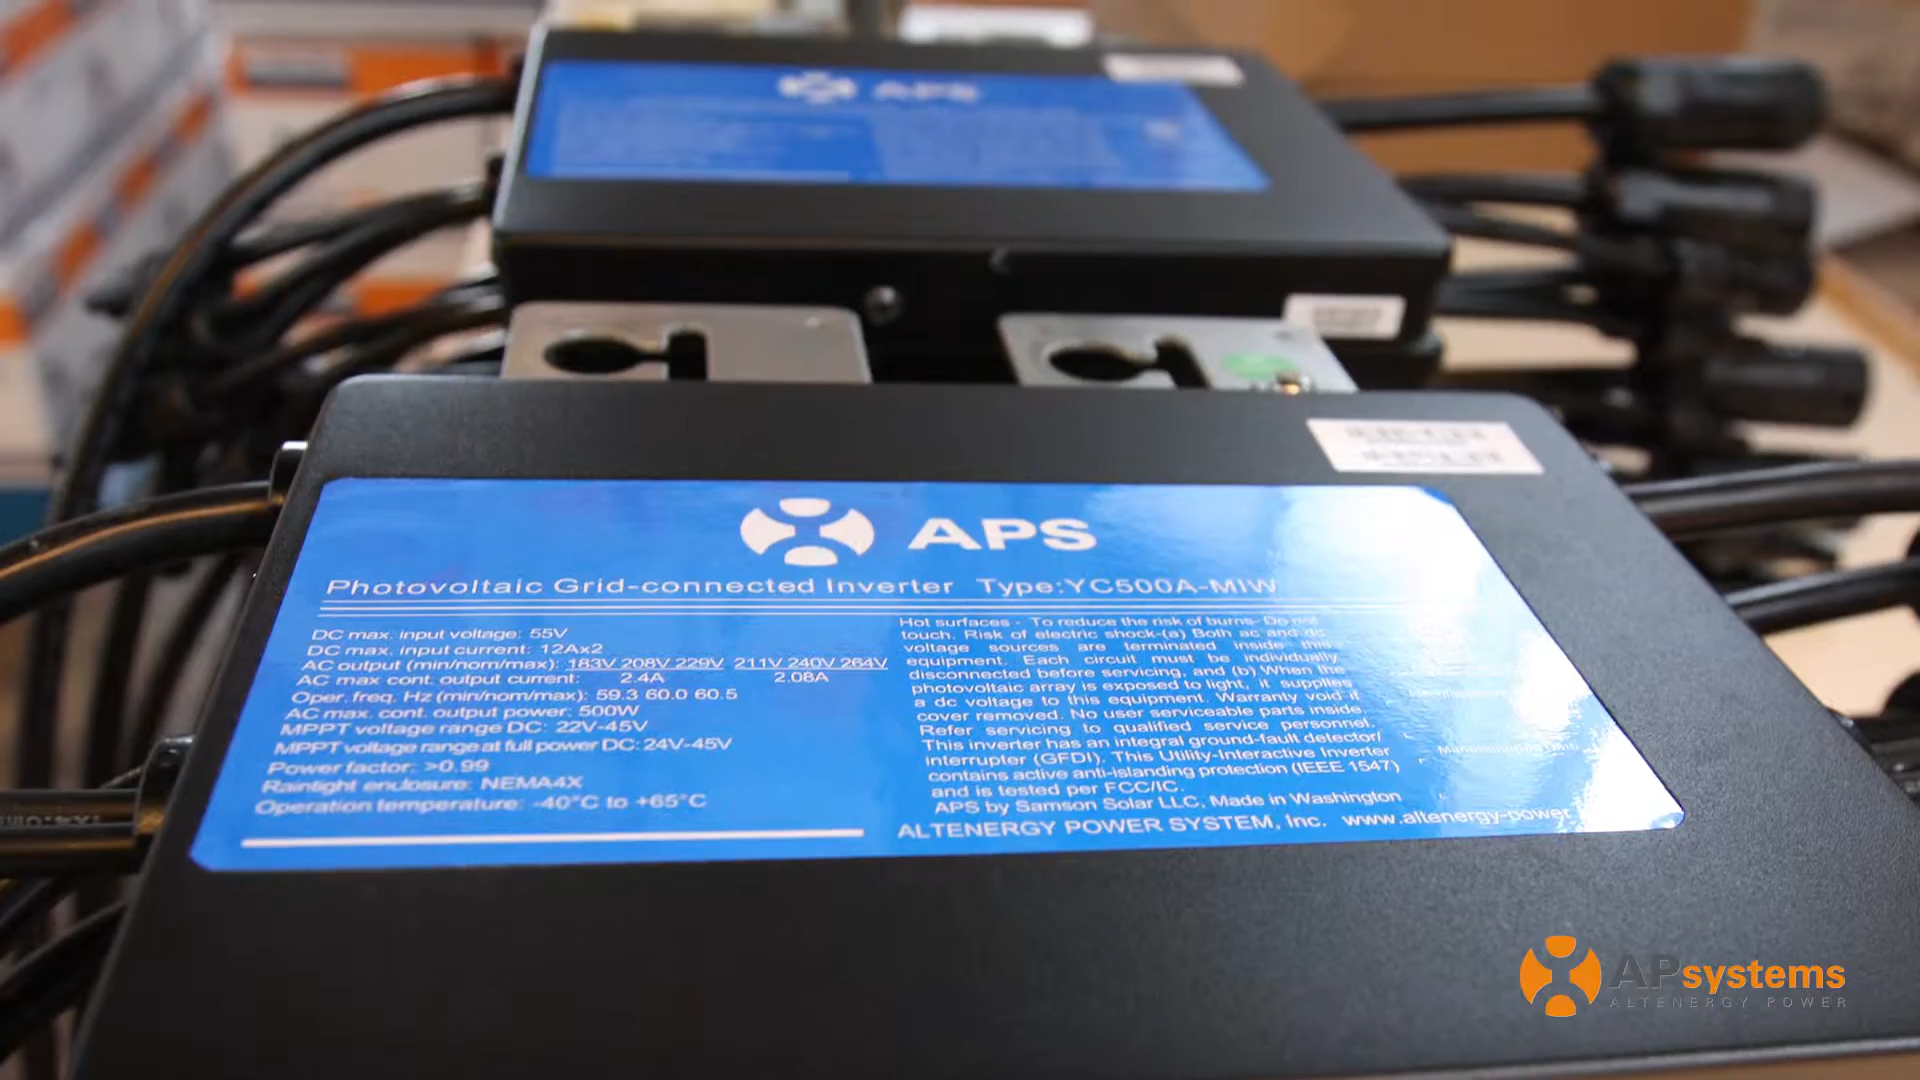 APS
APS
Photovoltaic Grid-connected Inverter Type:YC500A-MIW
DC max. input voltage: 55V
DC max. input current: 12Ax2
AC output (min/nom/max): 183V 208V 229V 211V 240V 264V
AC max cont. output current: 2.4A 2.08A
Oper. freq. Hz (min/nom/max): 59.3 60.0 60.5
AC max. cont. output power: 500W
MPPT voltage range DC: 22V-45V
MPPT voltage range at full power DC: 24V-45V
Power factor: >0.99
Raintight enclosure: NEMA4X
Operation temperature: -40°C to +65°C
Hot surfaces - To reduce the risk of burns- Do not
touch. Risk of electric shock-(a) Both ac and dc
voltage sources are terminated inside this
equipment. Each circuit must be individually
disconnected before servicing, and (b) When the
photovoltaic array is exposed to light, it supplies
a dc voltage to this equipment. Warranty void if
cover removed. No user serviceable parts inside.
Refer servicing to qualified service personnel.
This inverter has an integral ground-fault detector/
interrupter (GFDI). This Utility-Interactive Inverter
contains active anti-islanding protection (IEEE 1547)
and is tested per FCC/IC.
APS by Samson Solar LLC, Made in Washington
ALTENERGY POWER SYSTEM, Inc. www.altenergy-power
APsystems
ALTENERGY POWER